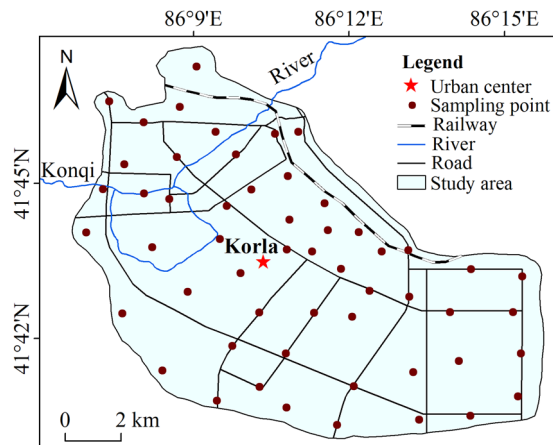 86°9′E 86°12′E 86°15′E
N
River
Legend
Urban center
Sampling point
Railway
River
Road
Study area
41°45′N
Konqi
Korla
41°42′N
0 2 km